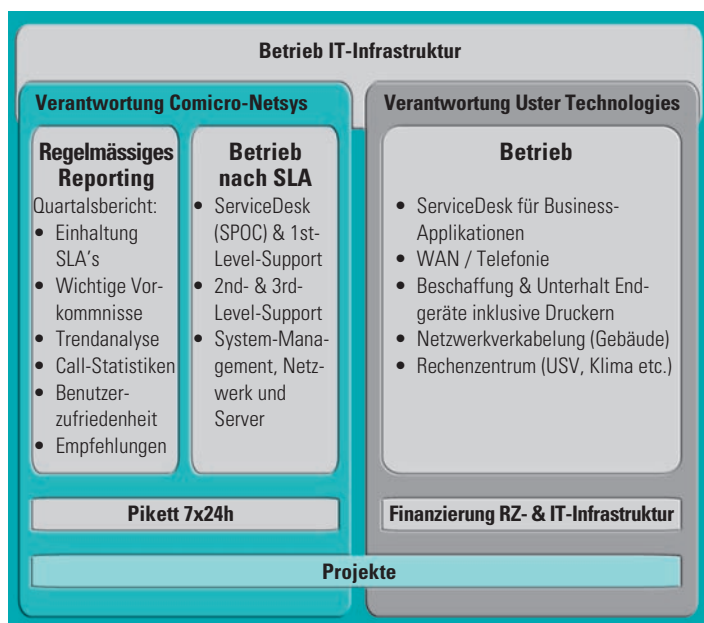 Betrieb IT-Infrastruktur
Verantwortung Comicro-Netsys
Regelmässiges
Reporting
Quartalsbericht:
• Einhaltung
SLA's
• Wichtige Vor-
kommnisse
• Trendanalyse
• Call-Statistiken
• Benutzer-
zufriedenheit
• Empfehlungen
Betrieb
nach SLA
• ServiceDesk
(SPOC) & 1st-
Level-Support
• 2nd- & 3rd-
Level-Support
• System-Mana-
gement, Netz-
werk und
Server
Pikett 7x24h
Verantwortung Uster Technologies
Betrieb
• ServiceDesk für Business-
Applikationen
• WAN / Telefonie
• Beschaffung & Unterhalt End-
geräte inklusive Druckern
• Netzwerkverkabelung (Gebäude)
• Rechenzentrum (USV, Klima etc.)
Finanzierung RZ- & IT-Infrastruktur
Projekte